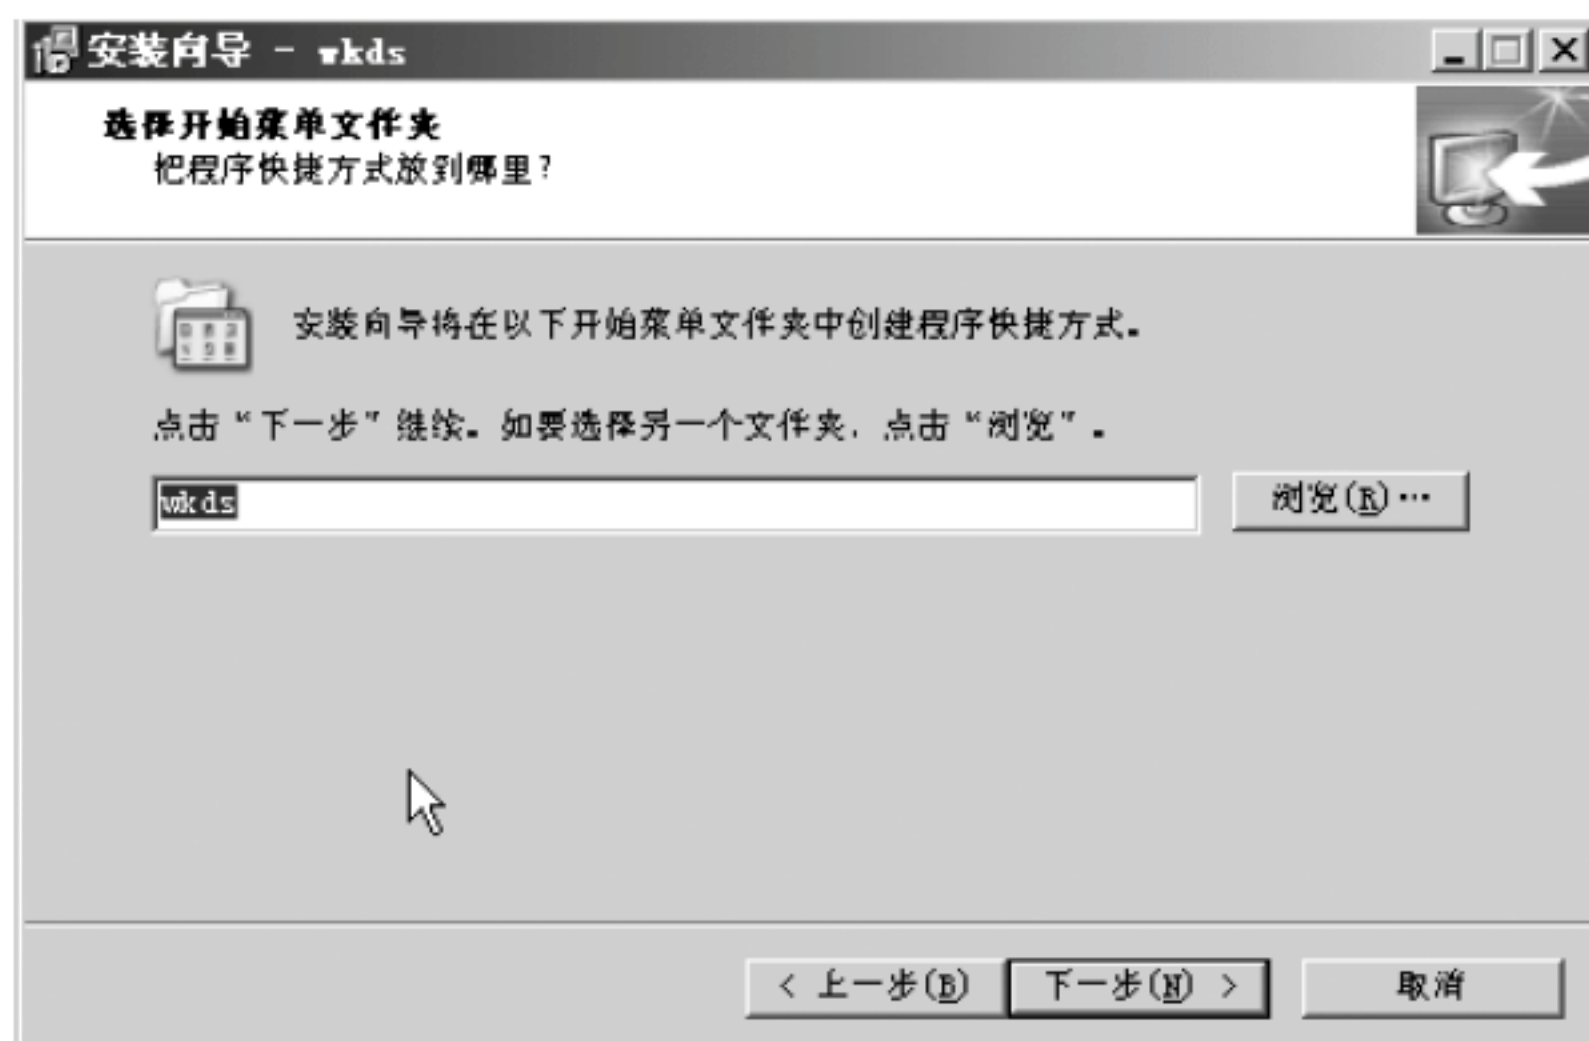 安装向导 - wkds
选择开始菜单文件夹
把程序快捷方式放到哪里?
安装向导将在以下开始菜单文件夹中创建程序快捷方式。
点击“下一步”继续。如要选择另一个文件夹，点击“浏览”。
wkds
浏览(R)…
< 上一步(B)
下一步(N) >
取消